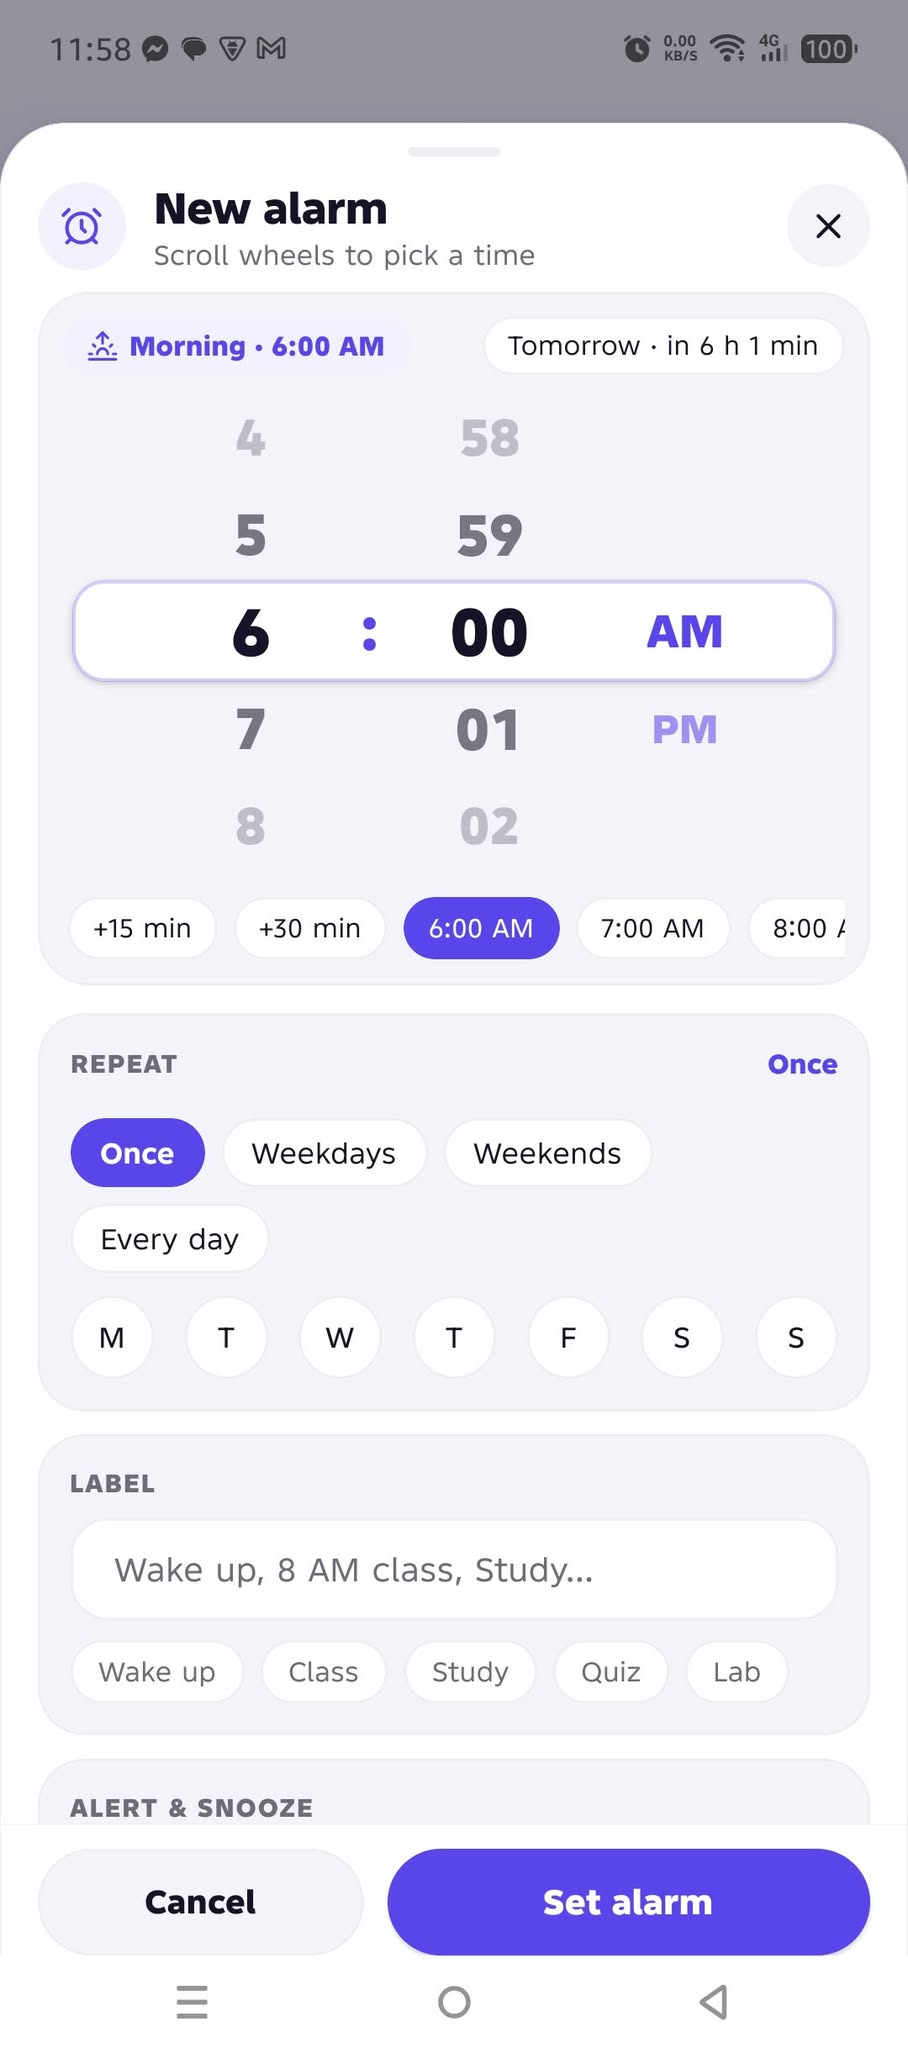 11:58
0.00 KB/S
4G
100
New alarm
Scroll wheels to pick a time
Morning · 6:00 AM
Tomorrow · in 6 h 1 min
4 58
5 59
6 : 00 AM
7 01 PM
8 02
+15 min +30 min 6:00 AM 7:00 AM 8:00 A
REPEAT Once
Once Weekdays Weekends
Every day
M T W T F S S
LABEL
Wake up, 8 AM class, Study...
Wake up Class Study Quiz Lab
ALERT & SNOOZE
Cancel Set alarm